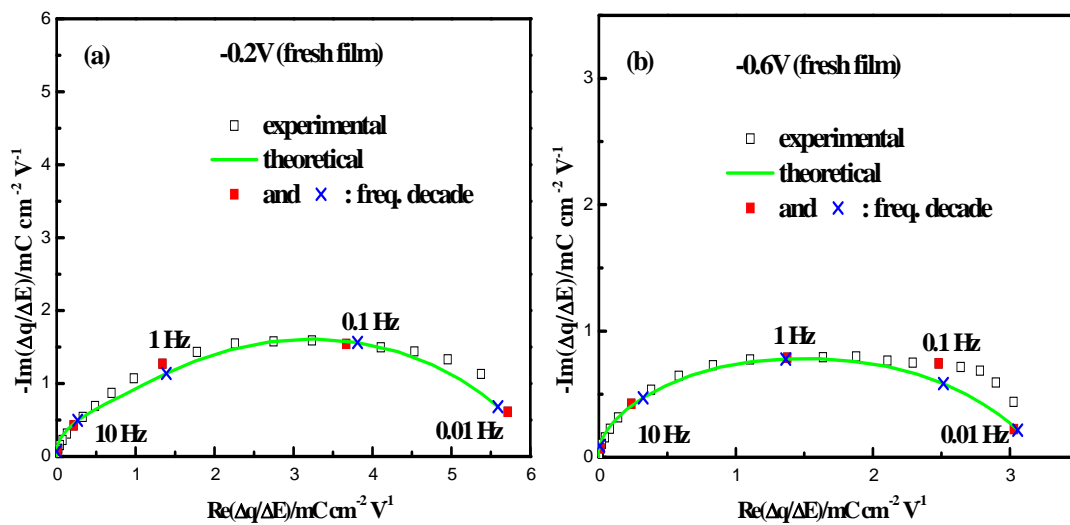 (a)
-0.2V (fresh film)
experimental
theoretical
and × : freq. decade
1 Hz
0.1 Hz
10 Hz
0.01 Hz
6
5
4
3
2
1
0
0 1 2 3 4 5 6
-Im(Δq/ΔE)/mC cm-2 V-1
Re(Δq/ΔE)/mC cm-2 V-1
(b)
-0.6V (fresh film)
experimental
theoretical
and × : freq. decade
1 Hz
0.1 Hz
10 Hz
0.01 Hz
3
2
1
0
0 1 2 3
-Im(Δq/ΔE)/mC cm-2 V-1
Re(Δq/ΔE)/mC cm-2 V-1